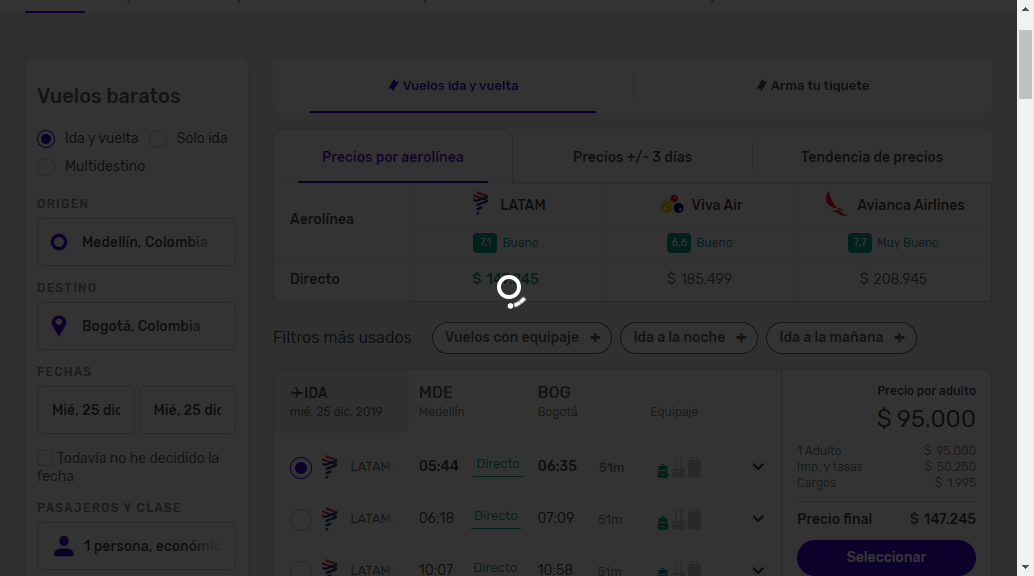 Vuelos ida y vuelta
Arma tu tiquete
Vuelos baratos
Ida y vuelta
Solo ida
Multidestino
ORIGEN
Medellín, Colombia
DESTINO
Bogotá, Colombia
FECHAS
Mié, 25 dic
Mié, 25 dic
Todavía no he decidido la
fecha
PASAJEROS Y CLASE
1 persona, económic
Precios por aerolínea
Precios +/- 3 días
Tendencia de precios
Aerolínea
LATAM
Viva Air
Avianca Airlines
7,1 Bueno
6,6 Bueno
7,7 Muy Bueno
Directo
$ 147.245
$ 185.499
$ 208.945
Filtros más usados
Vuelos con equipaje +
Ida a la noche +
Ida a la mañana +
IDA
MDE
BOG
mié. 25 dic. 2019
Medellín
Bogotá
Equipaje
LATAM 05:44 Directo 06:35 51m
LATAM 06:18 Directo 07:09 51m
LATAM 10:07 Directo 10:58 51m
Precio por adulto
$ 95.000
1 Adulto $ 95.000
Imp. y tasas $ 50.250
Cargos $ 1.995
Precio final $ 147.245
Seleccionar